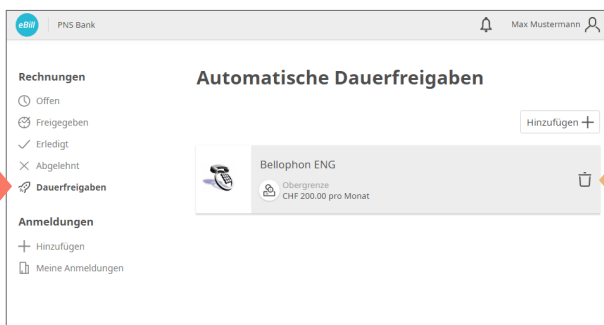 eBill PNS Bank
Max Mustermann
Rechnungen
Offen
Freigegeben
Erledigt
Abgelehnt
Dauerfreigaben
Anmeldungen
Hinzufügen
Meine Anmeldungen
Automatische Dauerfreigaben
Hinzufügen
Bellophon ENG
Obergrenze
CHF 200.00 pro Monat